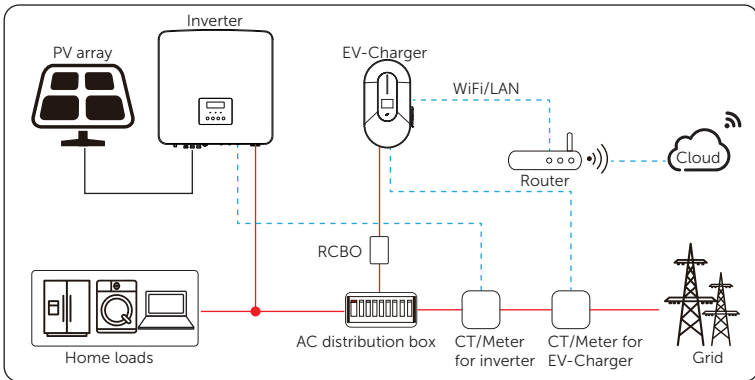 Inverter
PV array
EV-Charger
WiFi/LAN
Cloud
Router
RCBO
Home loads
AC distribution box
CT/Meter
for inverter
CT/Meter for
EV-Charger
Grid